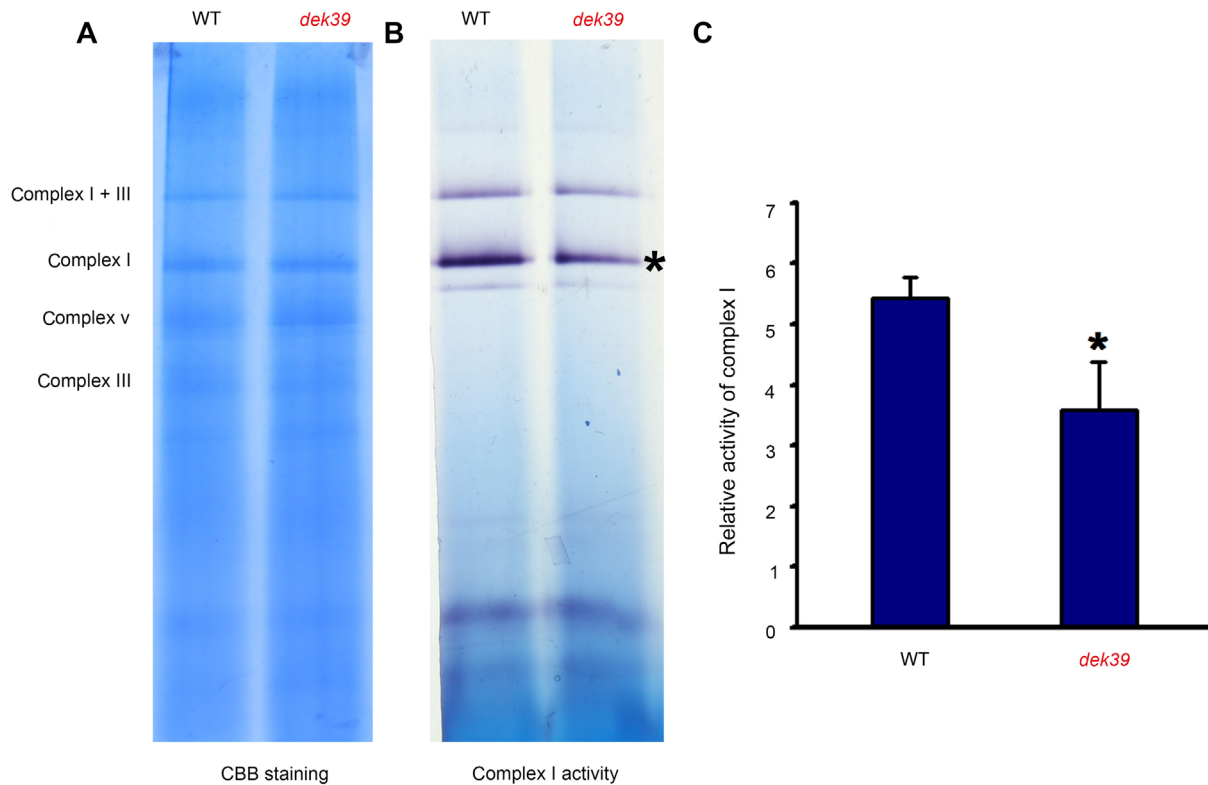 A
WT
dek39
B
WT
dek39
C
Complex I + III
Complex I
Complex v
Complex III
*
CBB staining
Complex I activity
Relative activity of complex I
7
6
5
4
3
2
1
0
*
WT
dek39